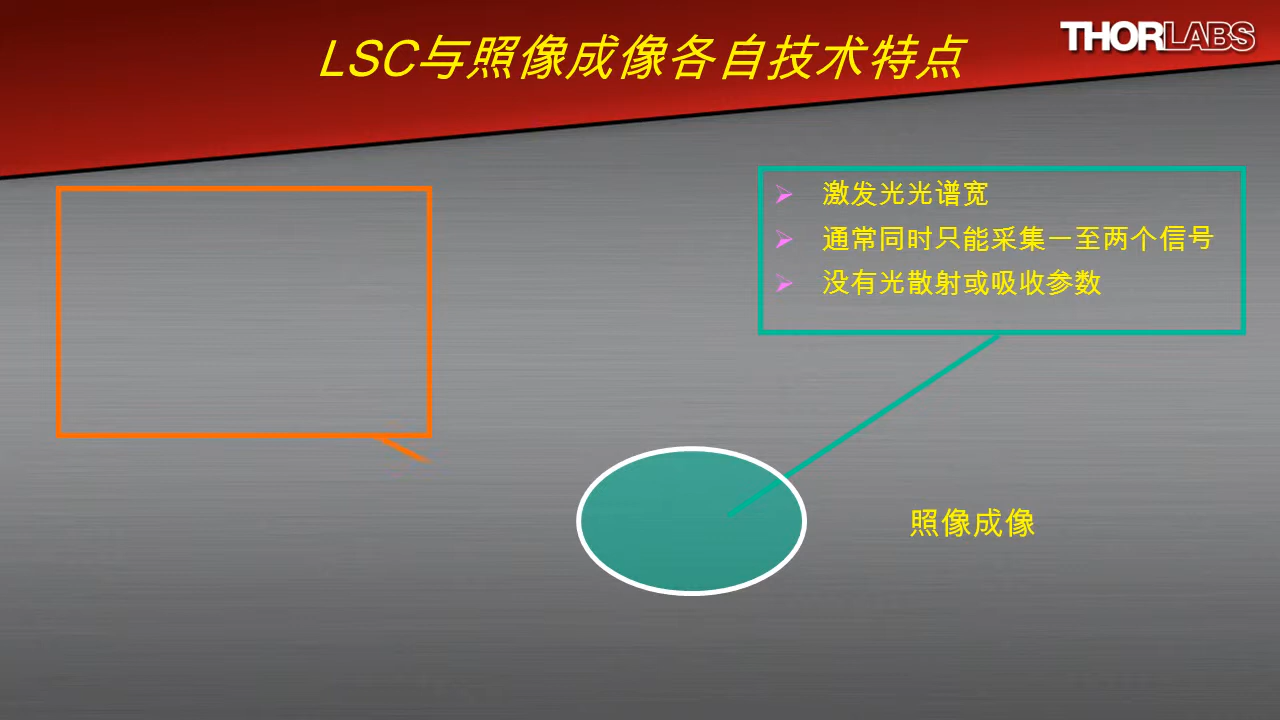 LSC与照像成像各自技术特点
THORLABS
激发光光谱宽
通常同时只能采集一至两个信号
没有光散射或吸收参数
照像成像